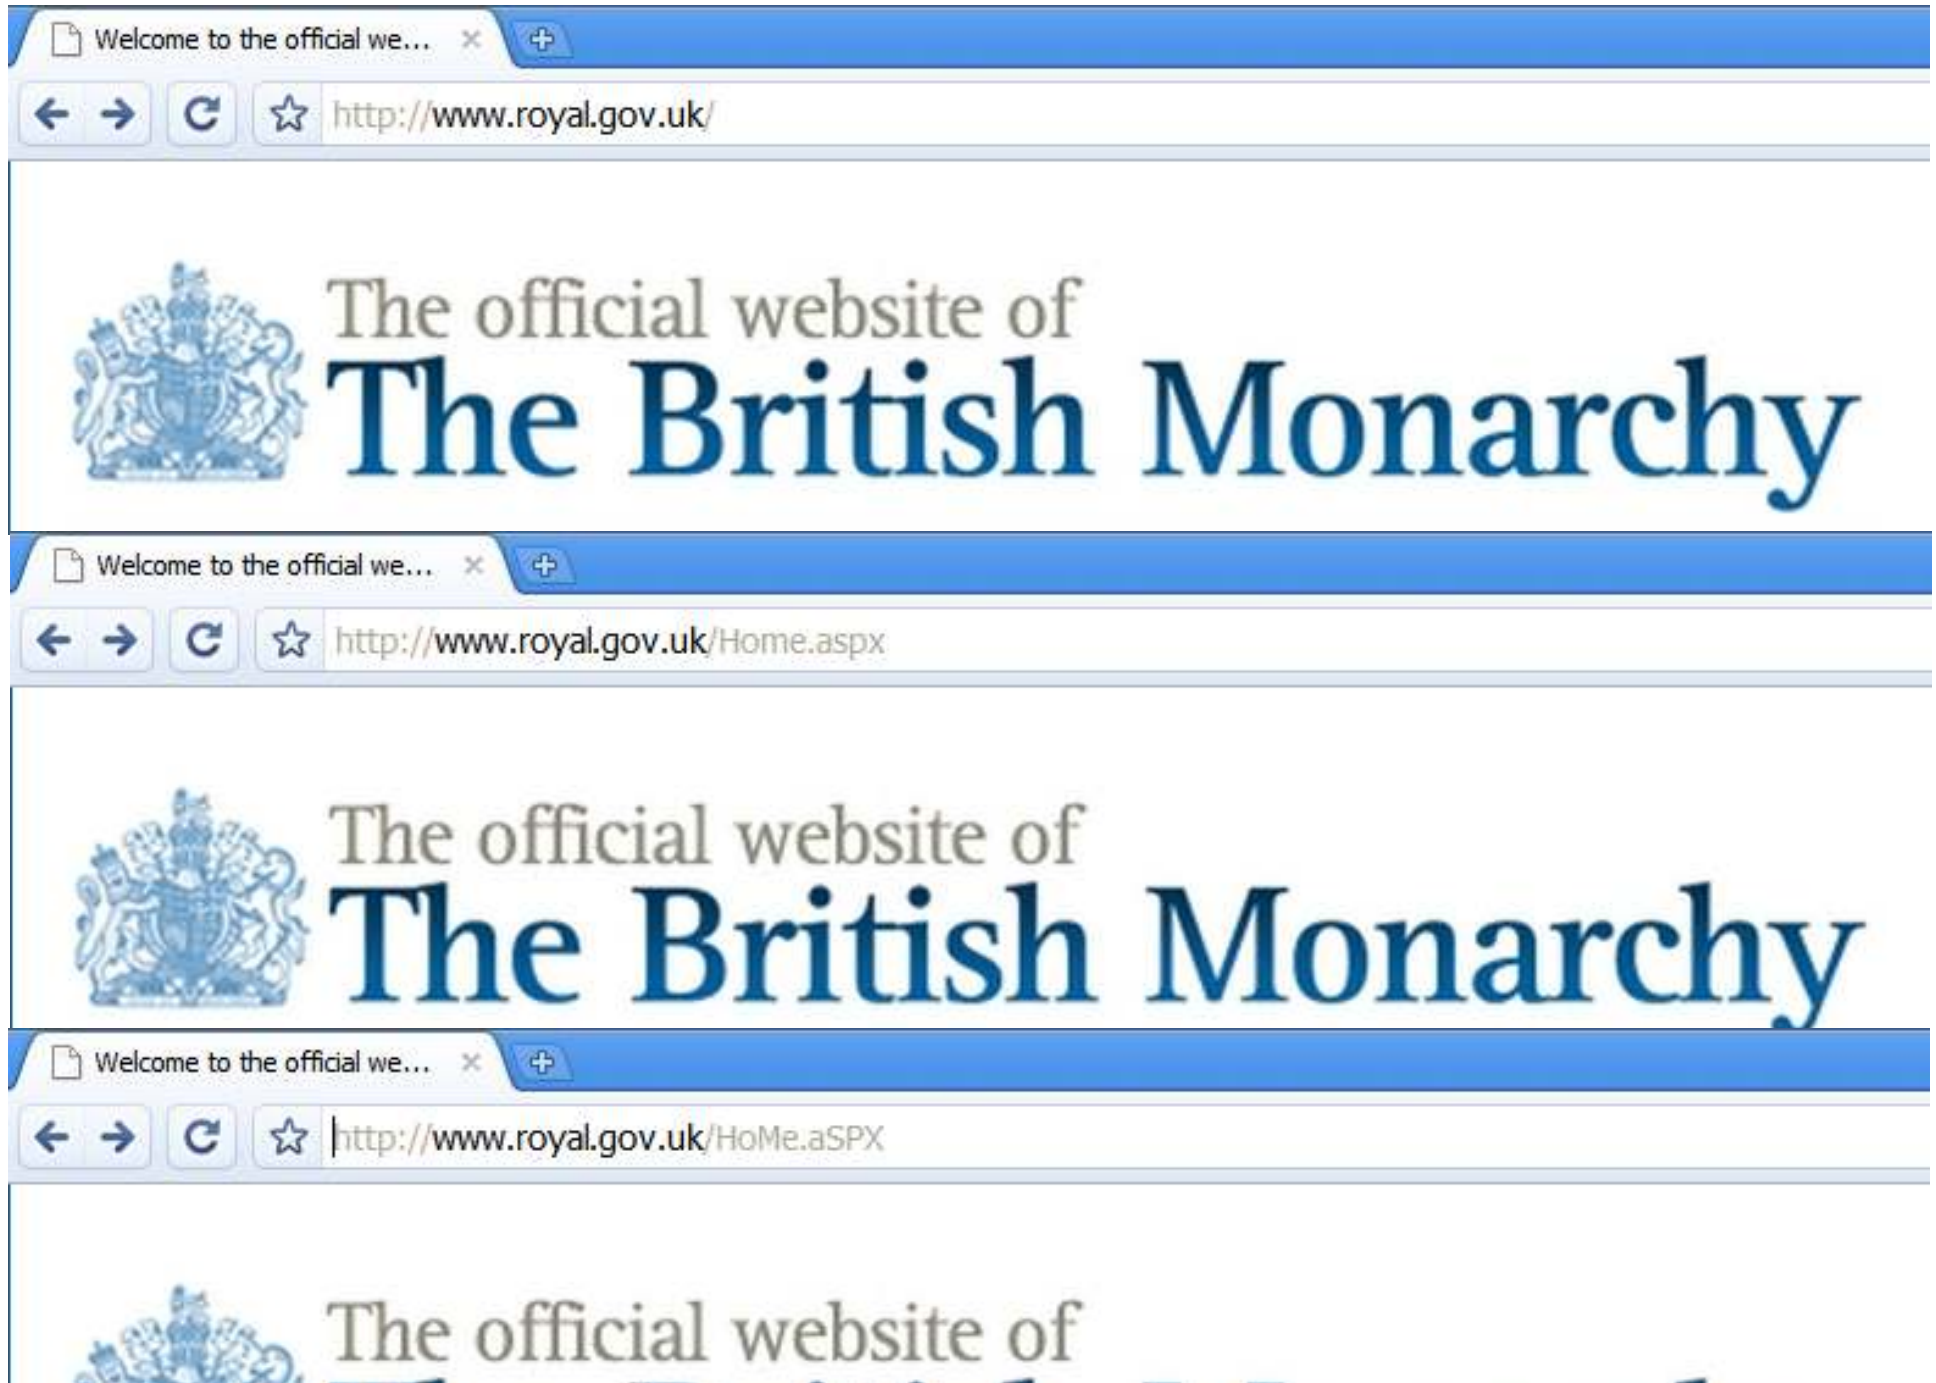 Welcome to the official we...
http://www.royal.gov.uk/
The official website of
The British Monarchy
Welcome to the official we...
http://www.royal.gov.uk/Home.aspx
The official website of
The British Monarchy
Welcome to the official we...
http://www.royal.gov.uk/HoMe.aSPX
The official website of